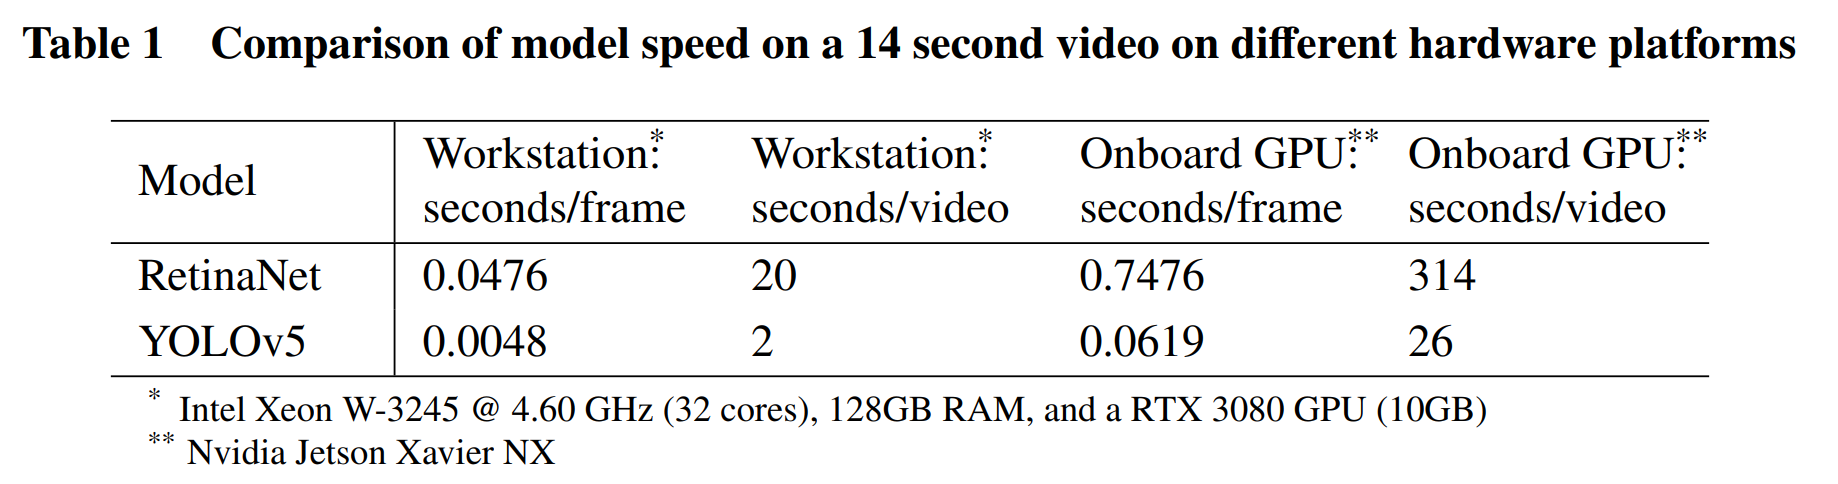 Table 1 Comparison of model speed on a 14 second video on different hardware platforms
Model Workstation:* seconds/frame Workstation:* seconds/video Onboard GPU:** seconds/frame Onboard GPU:** seconds/video
RetinaNet 0.0476 20 0.7476 314
YOLOv5 0.0048 2 0.0619 26
* Intel Xeon W-3245 @ 4.60 GHz (32 cores), 128GB RAM, and a RTX 3080 GPU (10GB)
** Nvidia Jetson Xavier NX